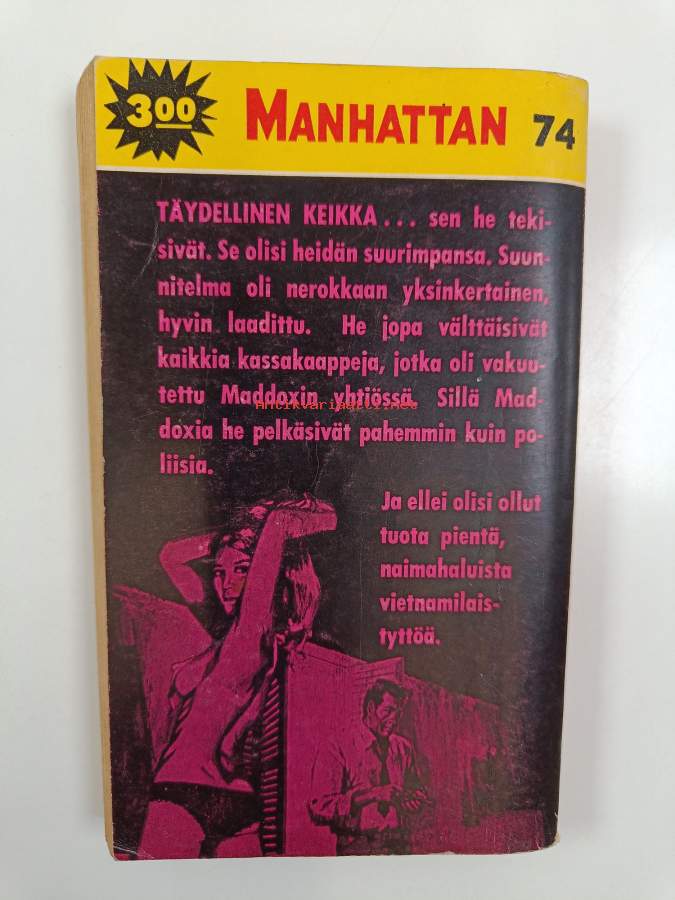 3.00 MANHATTAN 74
TÄYDELLINEN KEIKKA... sen he teki-
sivät. Se olisi heidän suurimpansa. Suun-
nitelma oli nerokkaan yksinkertainen,
hyvin laadittu. He jopa välttäisivät
kaikkia kassakaappeja, jotka oli vakuu-
tettu Maddoxin yhtiössä. Sillä Mad-
Antikvariaatti.net
doxia he pelkäsivät pahemmin kuin po-
liisia.
Ja ellei olisi ollut
tuota pientä,
naimahaluista
vietnamilais-
tyttöä.